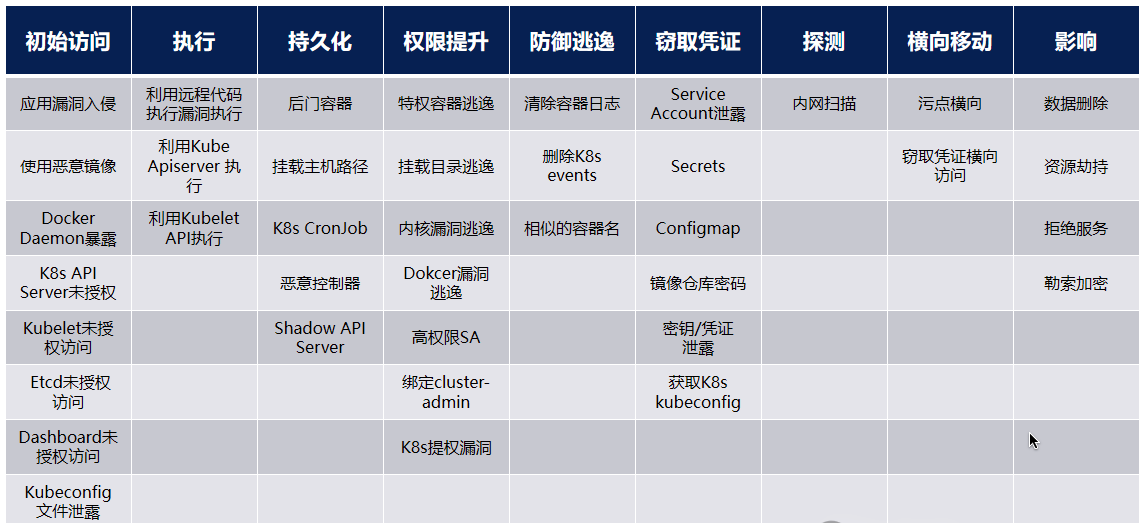 初始访问 执行 持久化 权限提升 防御逃逸 窃取凭证 探测 横向移动 影响
应用漏洞入侵
利用远程代码
执行漏洞执行
后门容器
特权容器逃逸
清除容器日志
Service
Account泄露
内网扫描
污点横向
数据删除
使用恶意镜像
利用Kube
Apiserver 执
行
挂载主机路径
挂载目录逃逸
删除K8s
events
Secrets
窃取凭证横向
访问
资源劫持
Docker
Daemon暴露
利用Kubelet
API执行
K8s CronJob
内核漏洞逃逸
相似的容器名
Configmap
拒绝服务
K8s API
Server未授权
恶意控制器
Dokcer漏洞
逃逸
镜像仓库密码
勒索加密
Kubelet未授
权访问
Shadow API
Server
高权限SA
密钥/凭证
泄露
Etcd未授权
访问
绑定cluster-
admin
获取K8s
kubeconfig
Dashboard未
授权访问
K8s提权漏洞
Kubeconfig
文件泄露